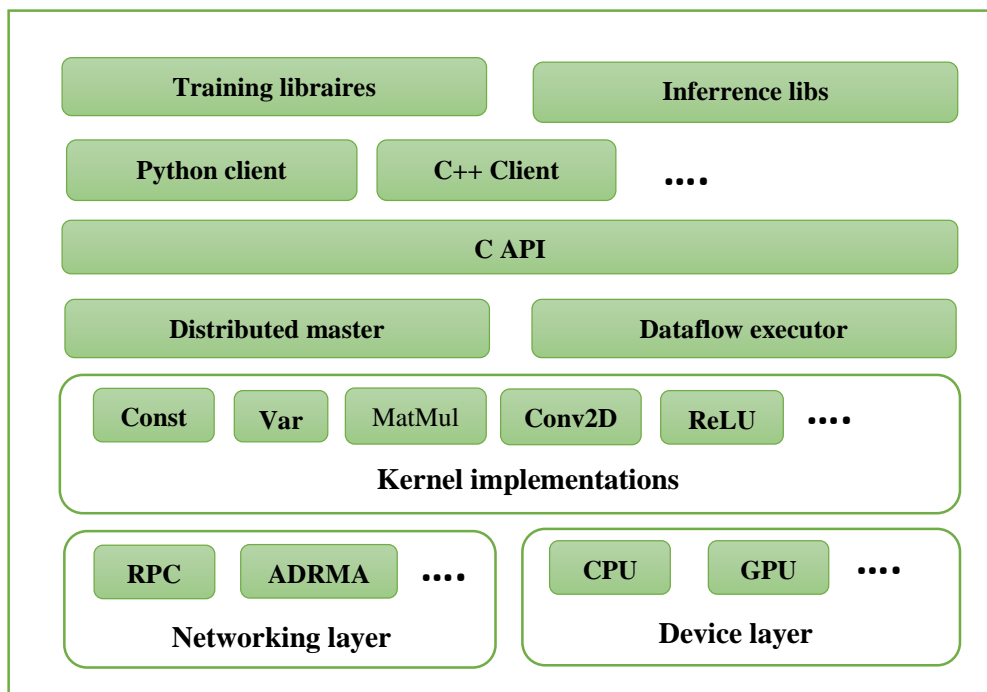 Training libraires
Inferrence libs
Python client
C++ Client
....
C API
Distributed master
Dataflow executor
Const
Var
MatMul
Conv2D
ReLU
....
Kernel implementations
RPC
ADRMA
....
Networking layer
CPU
GPU
....
Device layer